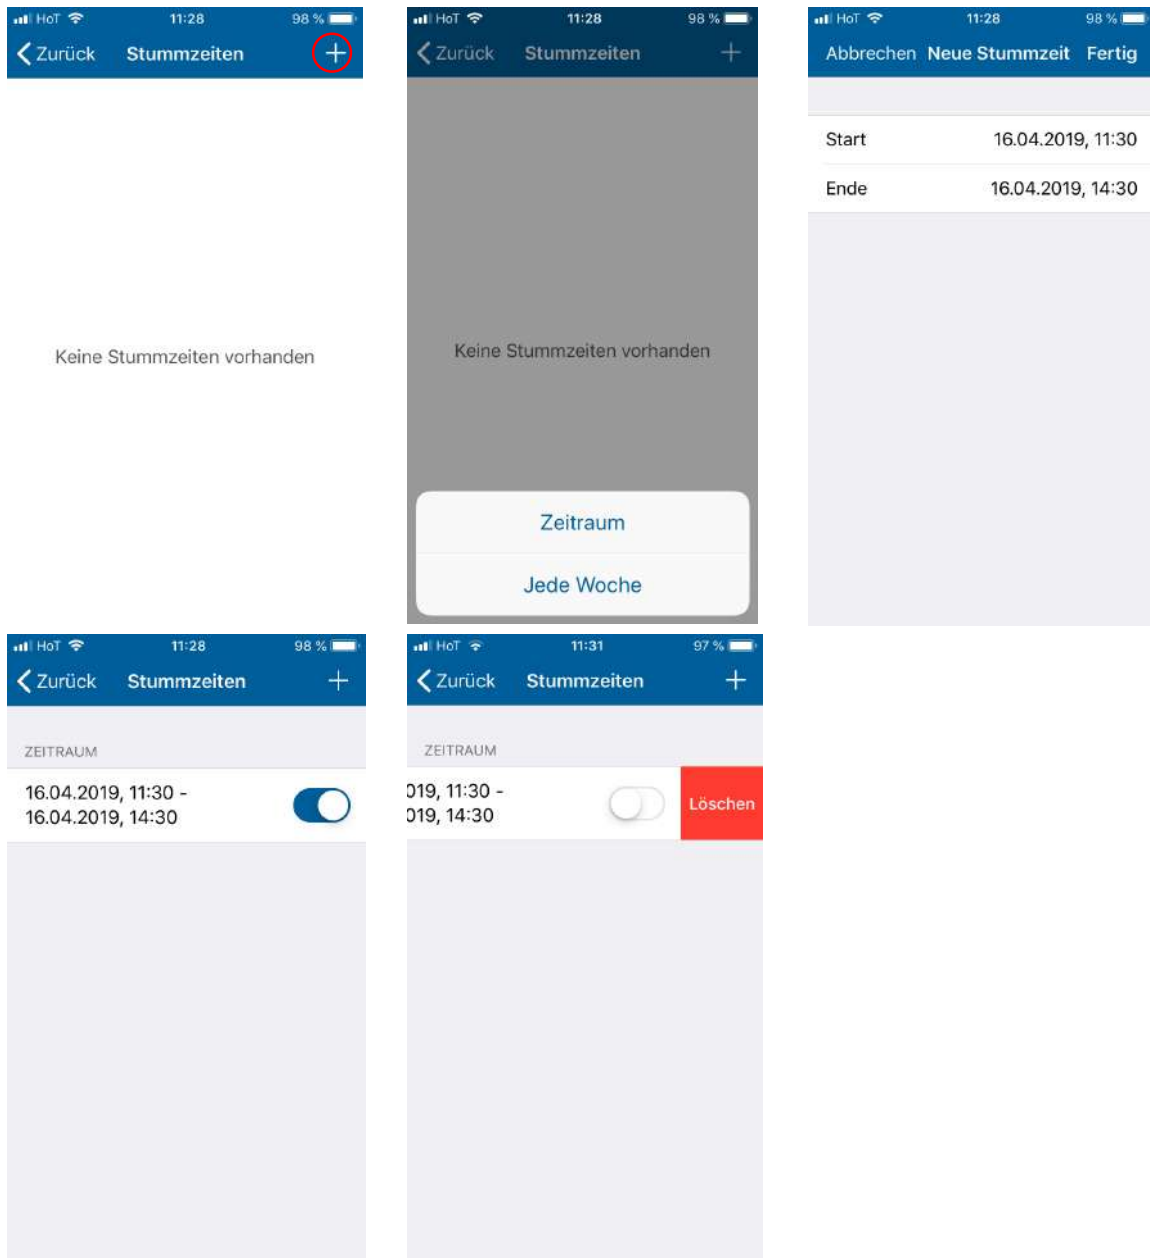 HoT 11:28 98 %
Zurück Stummzeiten +
Keine Stummzeiten vorhanden
HoT 11:28 98 %
Zurück Stummzeiten +
Keine Stummzeiten vorhanden
Zeitraum
Jede Woche
HoT 11:28 98 %
Abbrechen Neue Stummzeit Fertig
Start 16.04.2019, 11:30
Ende 16.04.2019, 14:30
HoT 11:28 98 %
Zurück Stummzeiten +
ZEITRAUM
16.04.2019, 11:30 -
16.04.2019, 14:30
HoT 11:31 97 %
Zurück Stummzeiten +
ZEITRAUM
019, 11:30 -
019, 14:30
Löschen